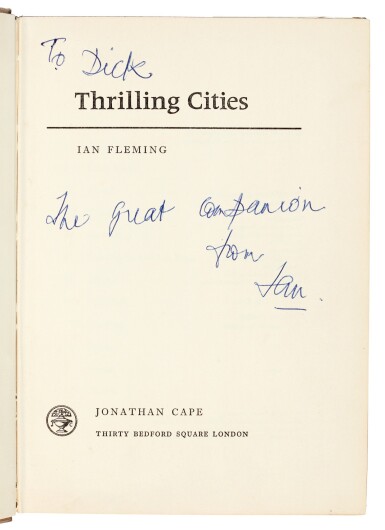 To Dick
Thrilling Cities
IAN FLEMING
The great companion
from
Ian.
JONATHAN CAPE
THIRTY BEDFORD SQUARE LONDON